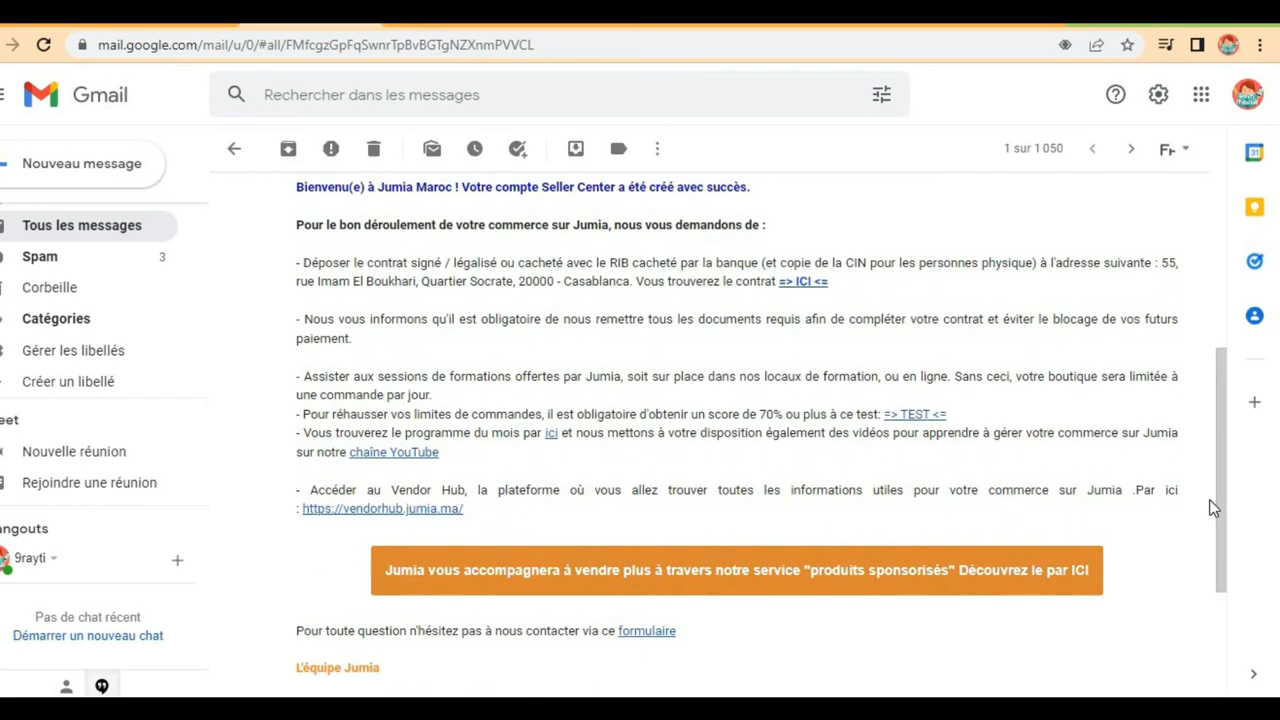 mail.google.com/mail/u/0/#all/FMfcgzGpFqSwnrTpBvBGTgNZXnmPVVCL
Gmail
Rechercher dans les messages
Nouveau message
1 sur 1 050
Fr
Tous les messages
Spam
3
Corbeille
Catégories
Gérer les libellés
Créer un libellé
eet
Nouvelle réunion
Rejoindre une réunion
angouts
9rayti
Pas de chat récent
Démarrer un nouveau chat
Bienvenu(e) à Jumia Maroc ! Votre compte Seller Center a été créé avec succès.
Pour le bon déroulement de votre commerce sur Jumia, nous vous demandons de :
- Déposer le contrat signé / légalisé ou cacheté avec le RIB cacheté par la banque (et copie de la CIN pour les personnes physique) à l'adresse suivante : 55,
rue Imam El Boukhari, Quartier Socrate, 20000 - Casablanca. Vous trouverez le contrat => ICI <=
- Nous vous informons qu'il est obligatoire de nous remettre tous les documents requis afin de compléter votre contrat et éviter le blocage de vos futurs
paiement.
- Assister aux sessions de formations offertes par Jumia, soit sur place dans nos locaux de formation, ou en ligne. Sans ceci, votre boutique sera limitée à
une commande par jour.
- Pour réhausser vos limites de commandes, il est obligatoire d'obtenir un score de 70% ou plus à ce test: => TEST <=
- Vous trouverez le programme du mois par ici et nous mettons à votre disposition également des vidéos pour apprendre à gérer votre commerce sur Jumia
sur notre chaîne YouTube
- Accéder au Vendor Hub, la plateforme où vous allez trouver toutes les informations utiles pour votre commerce sur Jumia .Par ici
: https://vendorhub.jumia.ma/
Jumia vous accompagnera à vendre plus à travers notre service "produits sponsorisés" Découvrez le par ICI
Pour toute question n'hésitez pas à nous contacter via ce formulaire
L'équipe Jumia
31